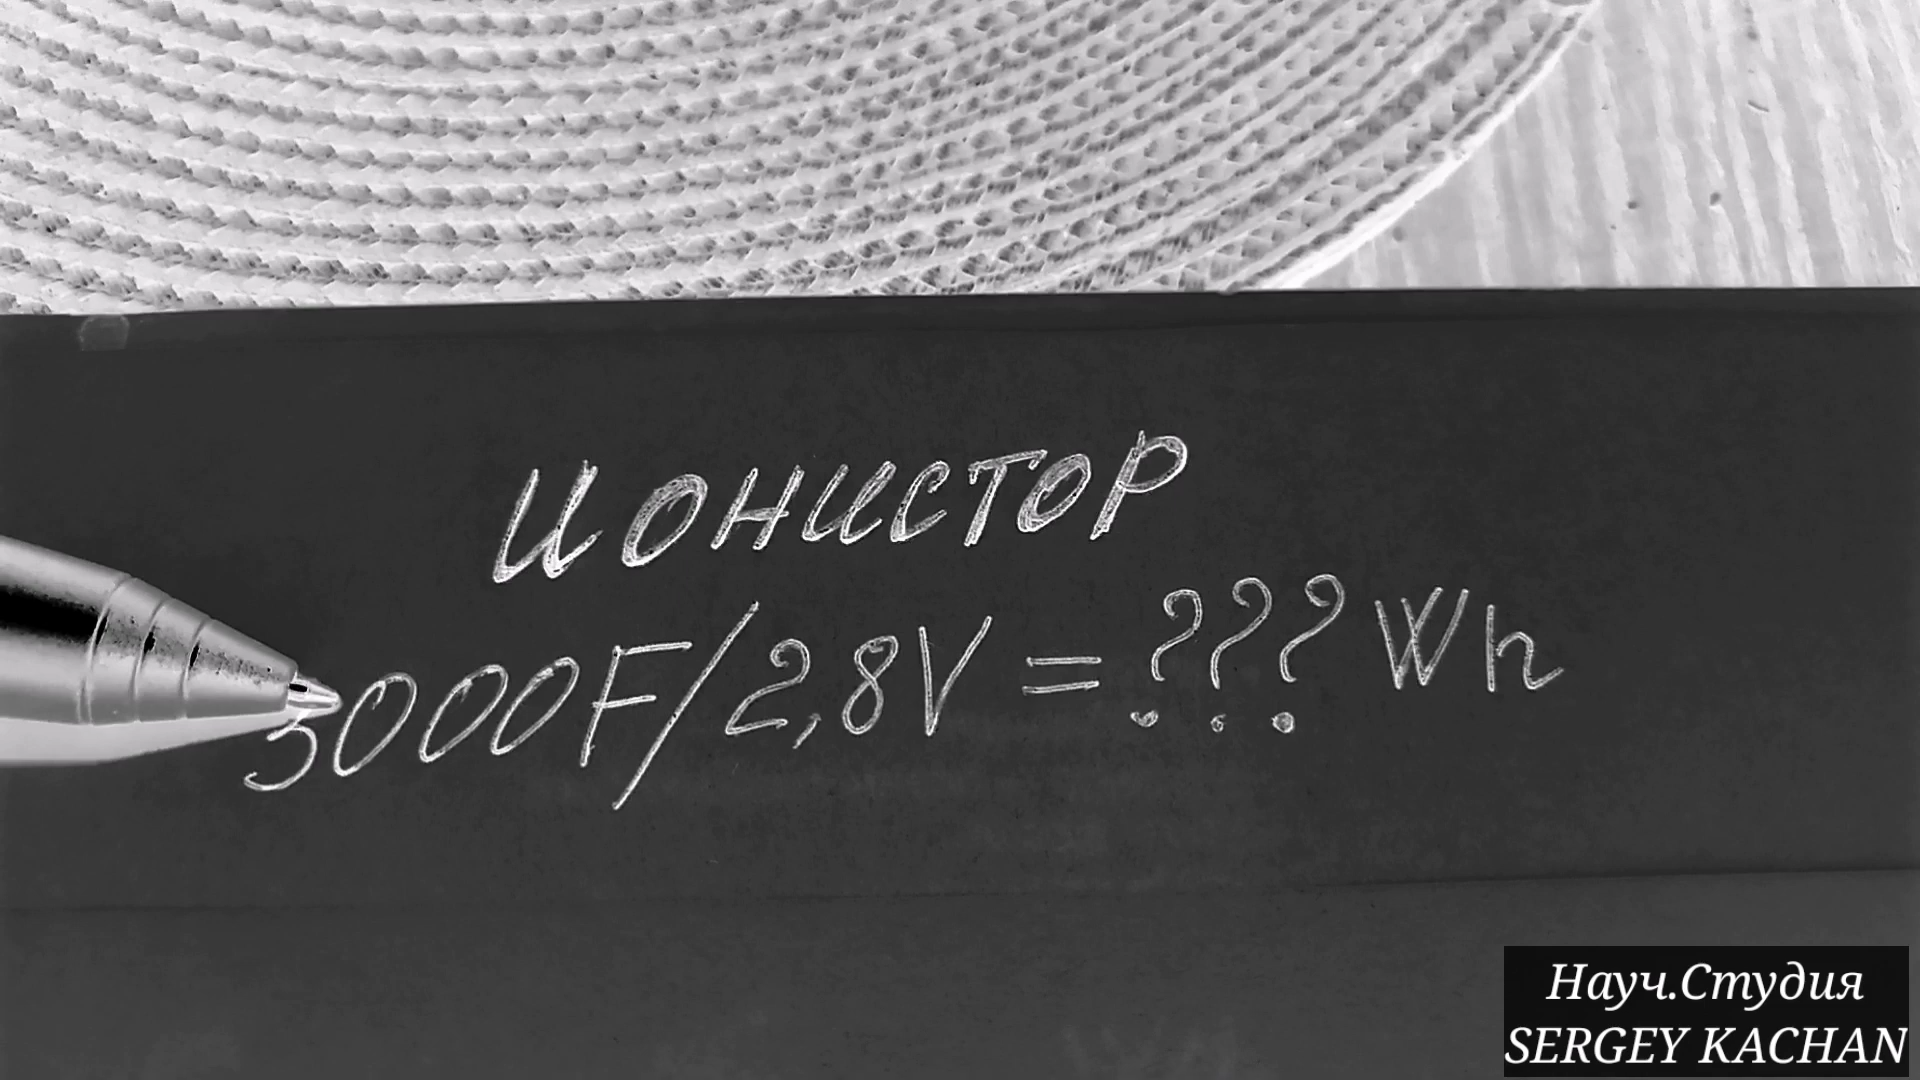 ионистор
3000F/2,8V = ??? Wh
Науч.Студия
SERGEY KACHAN